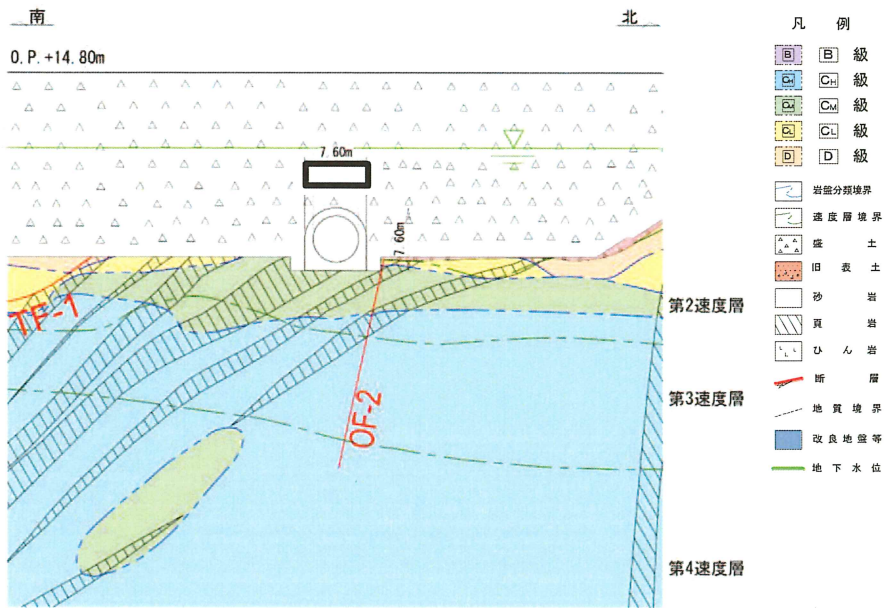 南
北
O.P.+14.80m
7.60m
7.60m
TF-1
OF-2
第2速度層
第3速度層
第4速度層
凡 例
B B 級
CH CH 級
CM CM 級
CL CL 級
D D 級
岩盤分類境界
速度層境界
盛 土
旧表土
砂 岩
頁 岩
ひん岩
断 層
地質境界
改良地盤等
地下水位